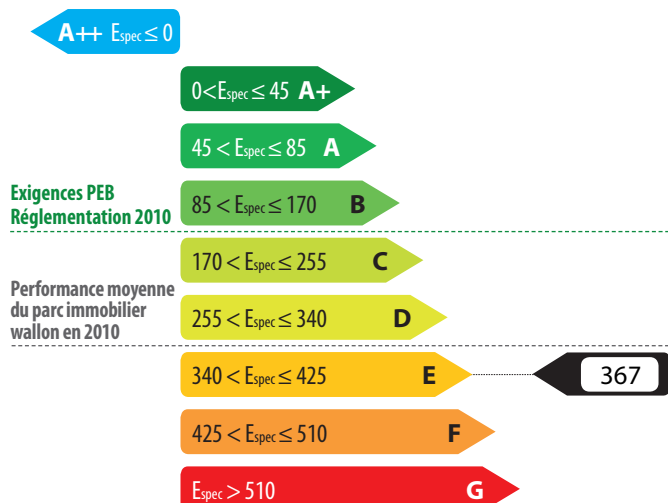 A++ Espec ≤ 0
0<Espec ≤ 45 A+
45 < Espec ≤ 85 A
Exigences PEB
Réglementation 2010
85 < Espec ≤ 170 B
170 < Espec ≤ 255 C
Performance moyenne
du parc immobilier
wallon en 2010
255 < Espec ≤ 340 D
340 < Espec ≤ 425 E
367
425 < Espec ≤ 510 F
Espec > 510 G